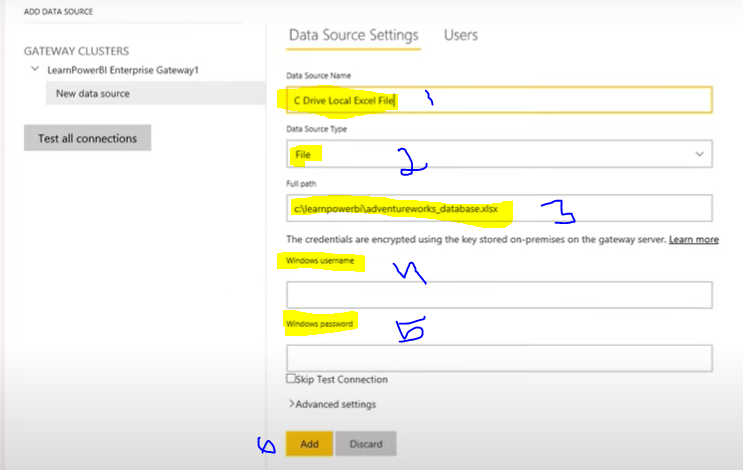 ADD DATA SOURCE
GATEWAY CLUSTERS
LearnPowerBI Enterprise Gateway1
New data source
Test all connections
Data Source Settings Users
Data Source Name
C Drive Local Excel File 1
Data Source Type
File 2
Full path
c:\learnpowerbi\adventureworks_database.xlsx 3
The credentials are encrypted using the key stored on-premises on the gateway server. Learn more
Windows username
4
Windows password
5
Skip Test Connection
Advanced settings
6 Add Discard